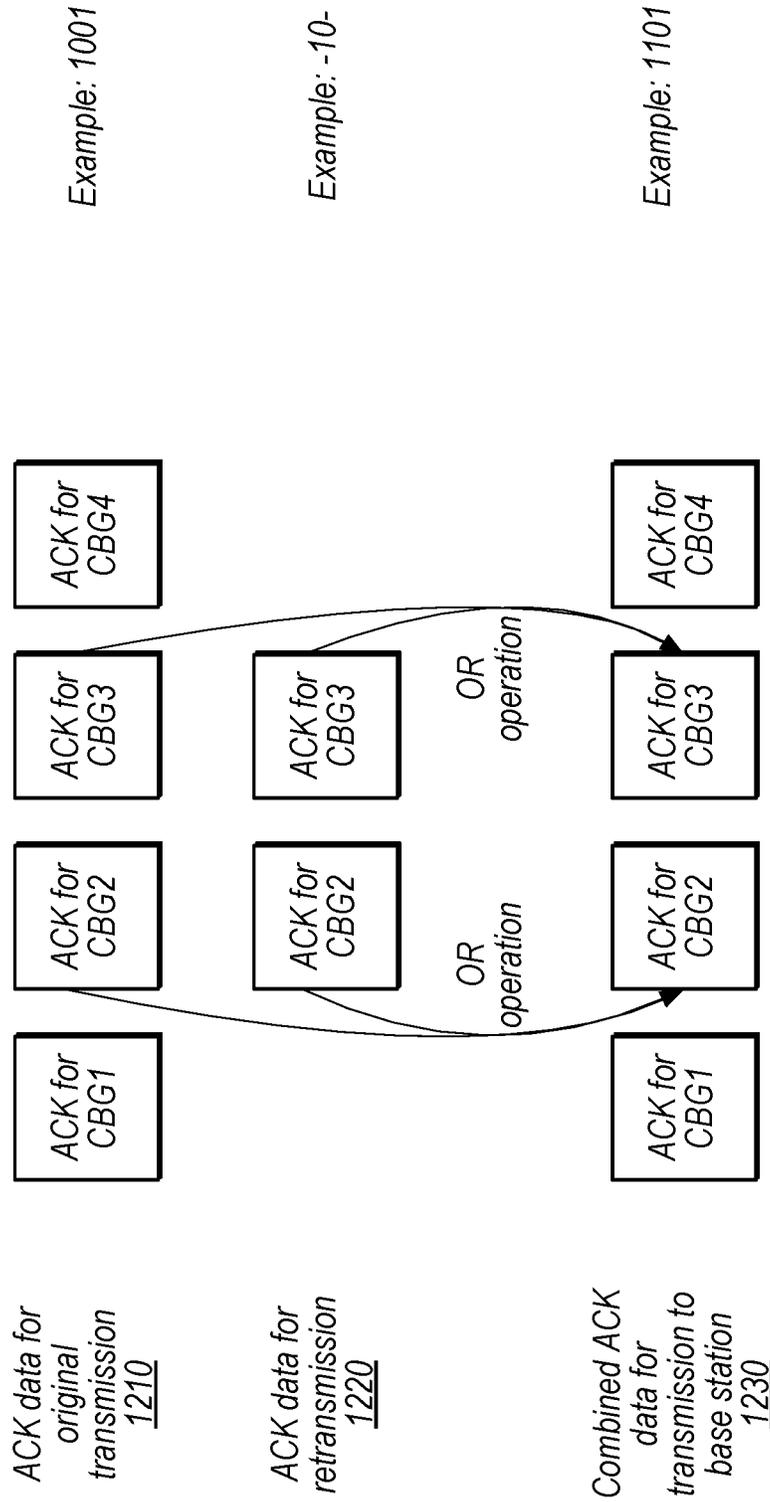 ACK data for
original
transmission
1210
ACK for
CBG1
ACK for
CBG2
ACK for
CBG3
ACK for
CBG4
Example: 1001
ACK data for
retransmission
1220
ACK for
CBG2
ACK for
CBG3
Example: -10-
OR
operation
OR
operation
Combined ACK
data for
transmission to
base station
1230
ACK for
CBG1
ACK for
CBG2
ACK for
CBG3
ACK for
CBG4
Example: 1101